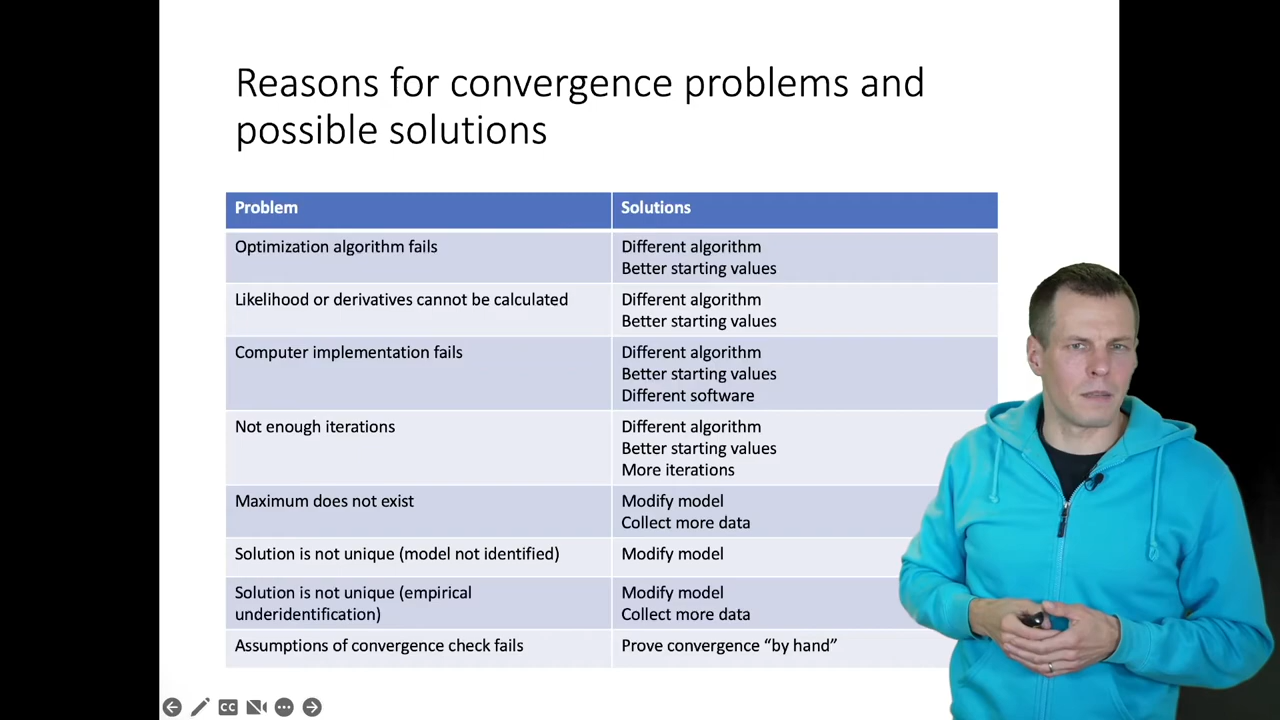 Reasons for convergence problems and
possible solutions
Problem
Solutions
Optimization algorithm fails
Different algorithm
Better starting values
Likelihood or derivatives cannot be calculated
Different algorithm
Better starting values
Computer implementation fails
Different algorithm
Better starting values
Different software
Not enough iterations
Different algorithm
Better starting values
More iterations
Maximum does not exist
Modify model
Collect more data
Solution is not unique (model not identified)
Modify model
Solution is not unique (empirical
underidentification)
Modify model
Collect more data
Assumptions of convergence check fails
Prove convergence “by hand”
CC